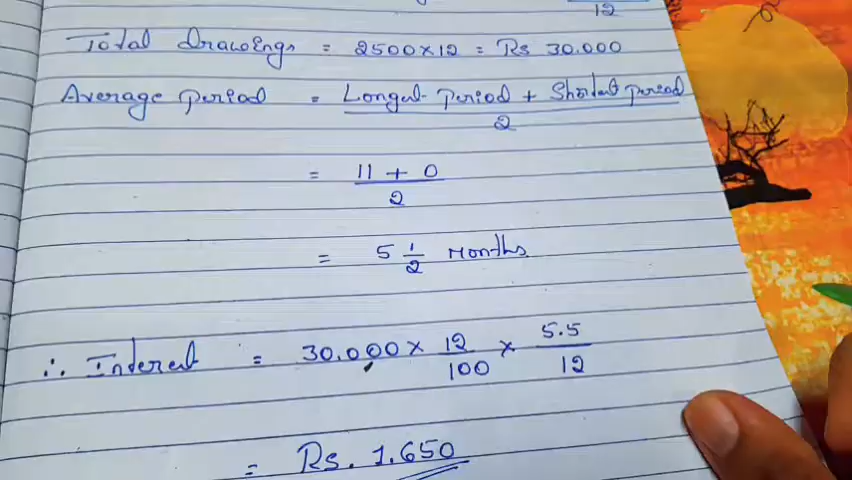 12
Total drawings = 2500×12 = Rs 30.000
Average period = Longest period + Shortest period
2
= 11 + 0
2
= 5 1/2 Months
∴ Interest = 30.000 × 12/100 × 5.5/12
= Rs. 1.650